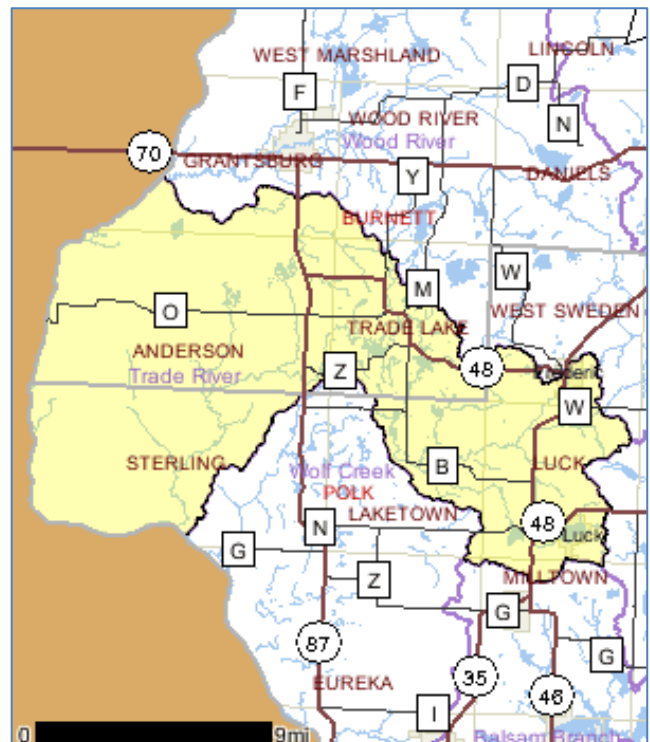 WEST MARSHLAND
LINCOLN
F
D
WOOD RIVER
N
Wood River
70
GRANTSBURG
Y
DANIELS
BURNETT
W
M
O
WEST SWEDEN
TRADE LAKE
ANDERSON
48
Frederic
Trade River
Z
W
STERLING
B
LUCK
Wolf Creek
POLK
LAKETOWN
48
N
Luck
G
Z
MILLTOWN
G
87
G
35
EUREKA
46
I
Balsam Branch
0
9mi